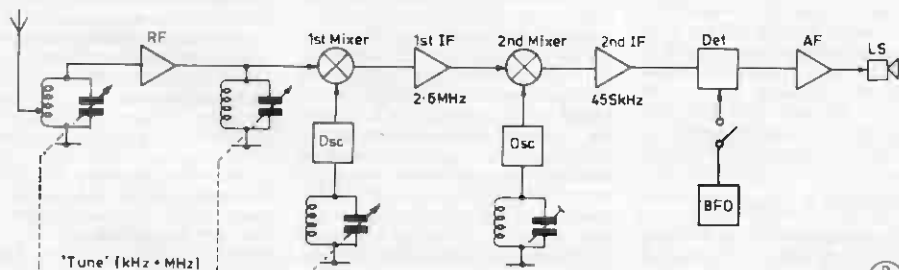 RF
1st Mixer
1st IF
2nd Mixer
2nd IF
Det
AF
LS
2·6MHz
455kHz
Osc
Osc
BFO
'Tune' (kHz + MHz)